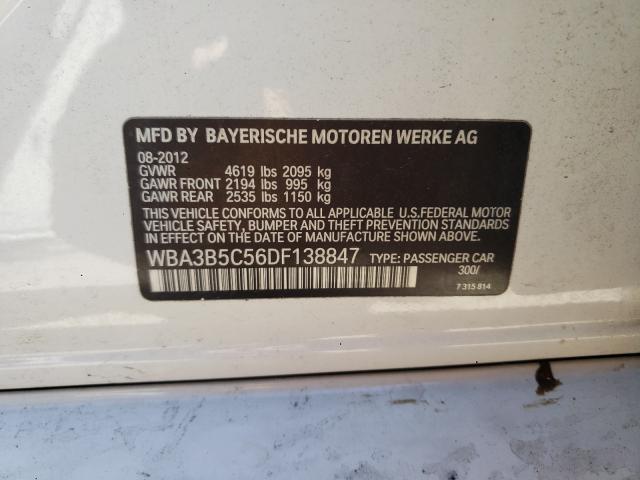 MFD BY BAYERISCHE MOTOREN WERKE AG
08-2012
GVWR 4619 lbs 2095 kg
GAWR FRONT 2194 lbs 995 kg
GAWR REAR 2535 lbs 1150 kg
THIS VEHICLE CONFORMS TO ALL APPLICABLE U.S.FEDERAL MOTOR
VEHICLE SAFETY, BUMPER, AND THEFT PREVENTION STANDARDS
IN EFFECT ON THE DATE OF MANUFACTURE SHOWN ABOVE.
WBA3B5C56DF138847 TYPE: PASSENGER CAR
300/
7 315 814